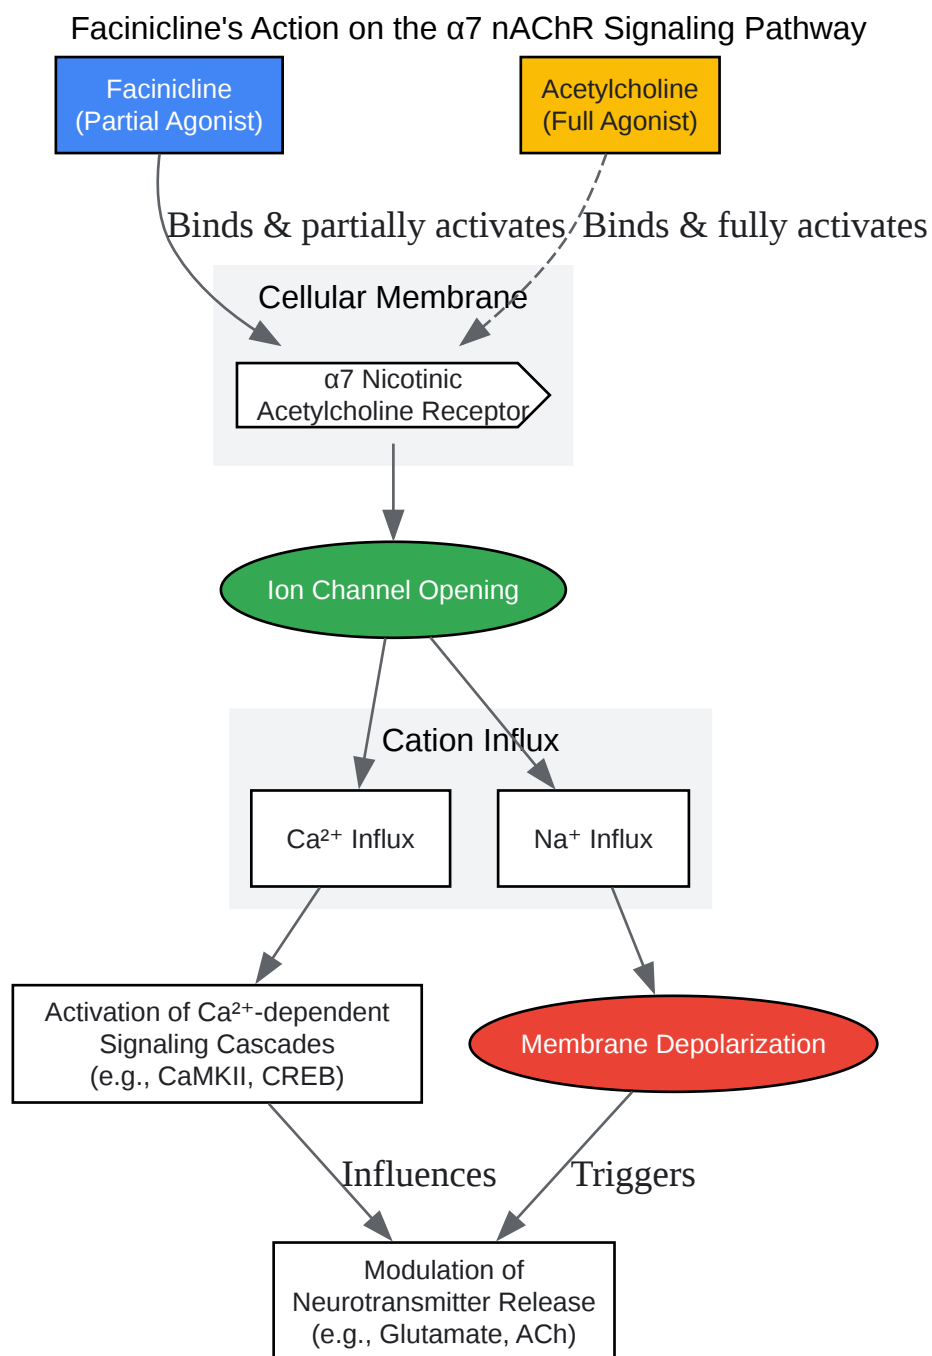 Facinicline's Action on the α7 nAChR Signaling Pathway
Facinicline
(Partial Agonist)
Acetylcholine
(Full Agonist)
Binds & partially activates
Binds & fully activates
Cellular Membrane
α7 Nicotinic
Acetylcholine Receptor
Ion Channel Opening
Cation Influx
Ca²⁺ Influx
Na⁺ Influx
Activation of Ca²⁺-dependent
Signaling Cascades
(e.g., CaMKII, CREB)
Membrane Depolarization
Influences
Triggers
Modulation of
Neurotransmitter Release
(e.g., Glutamate, ACh)